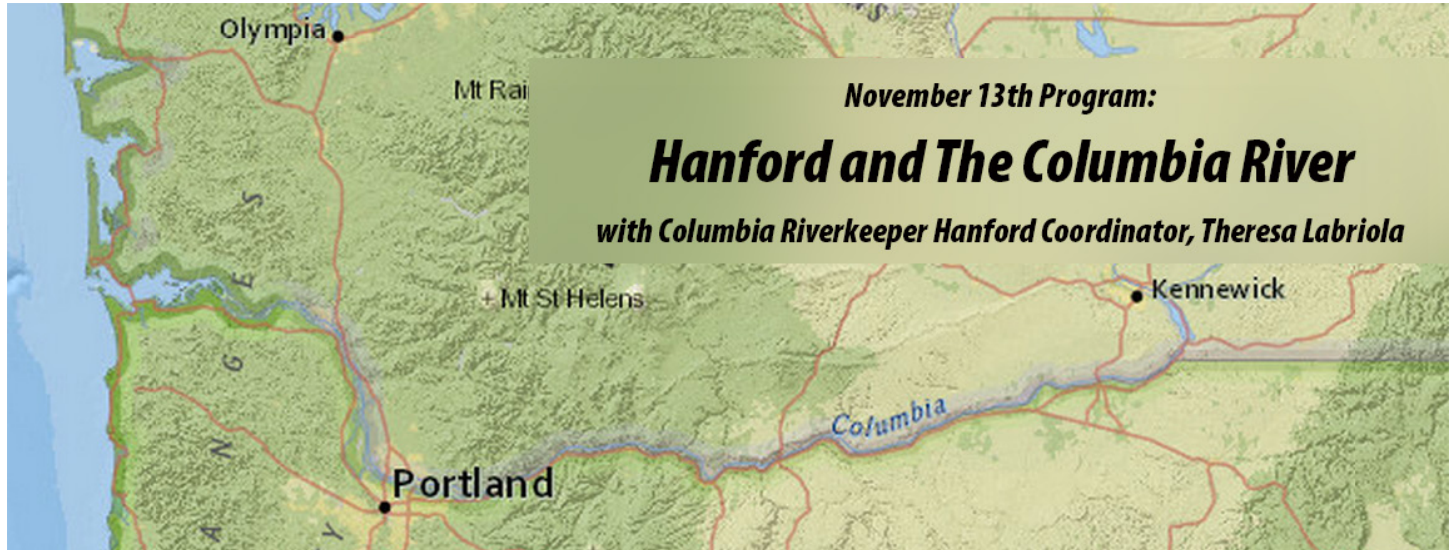 Olympia
Mt Rai
November 13th Program:
Hanford and The Columbia River
with Columbia Riverkeeper Hanford Coordinator, Theresa Labriola
Mt St Helens
Kennewick
Columbia
Portland
E S
N G
A
Y